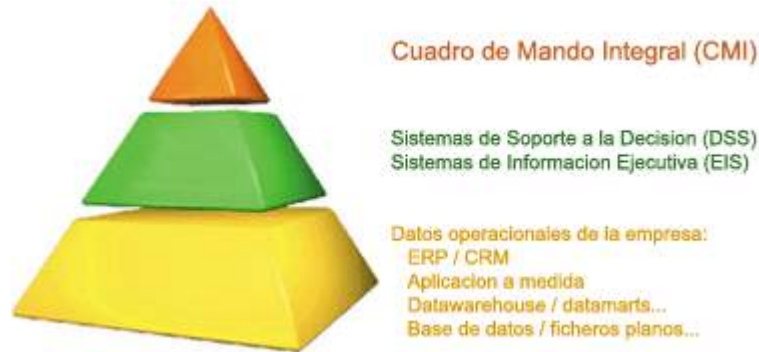 Cuadro de Mando Integral (CMI)
Sistemas de Soporte a la Decision (DSS)
Sistemas de Informacion Ejecutiva (EIS)
Datos operacionales de la empresa:
ERP / CRM
Aplicacion a medida
Datawarehouse / datamarts...
Base de datos / ficheros planos...